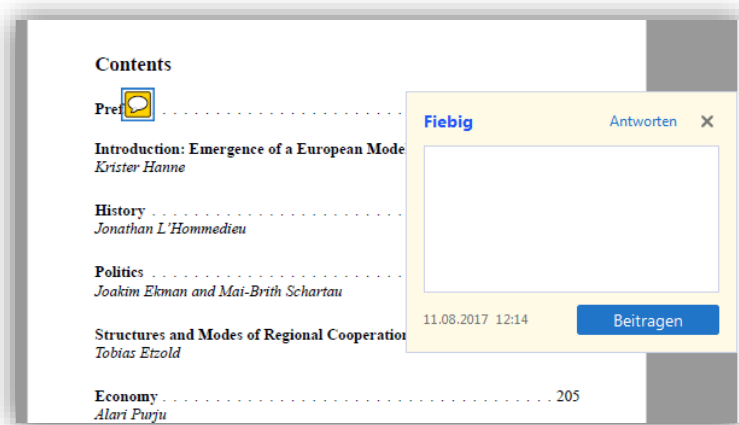 Contents
Pref . . . . . . . . . . . . . . . . . . . . . . .
Introduction: Emergence of a European Mode
Krister Hanne
History . . . . . . . . . . . . . . . . . . . . . . . .
Jonathan L'Hommedieu
Politics . . . . . . . . . . . . . . . . . . . . . . . .
Joakim Ekman and Mai-Brith Schartau
Structures and Modes of Regional Cooperation
Tobias Etzold
Economy . . . . . . . . . . . . . . . . . . . . . . . . . . . . . . . . . . . . . 205
Alari Purju
Fiebig
Antworten
11.08.2017 12:14
Beitragen